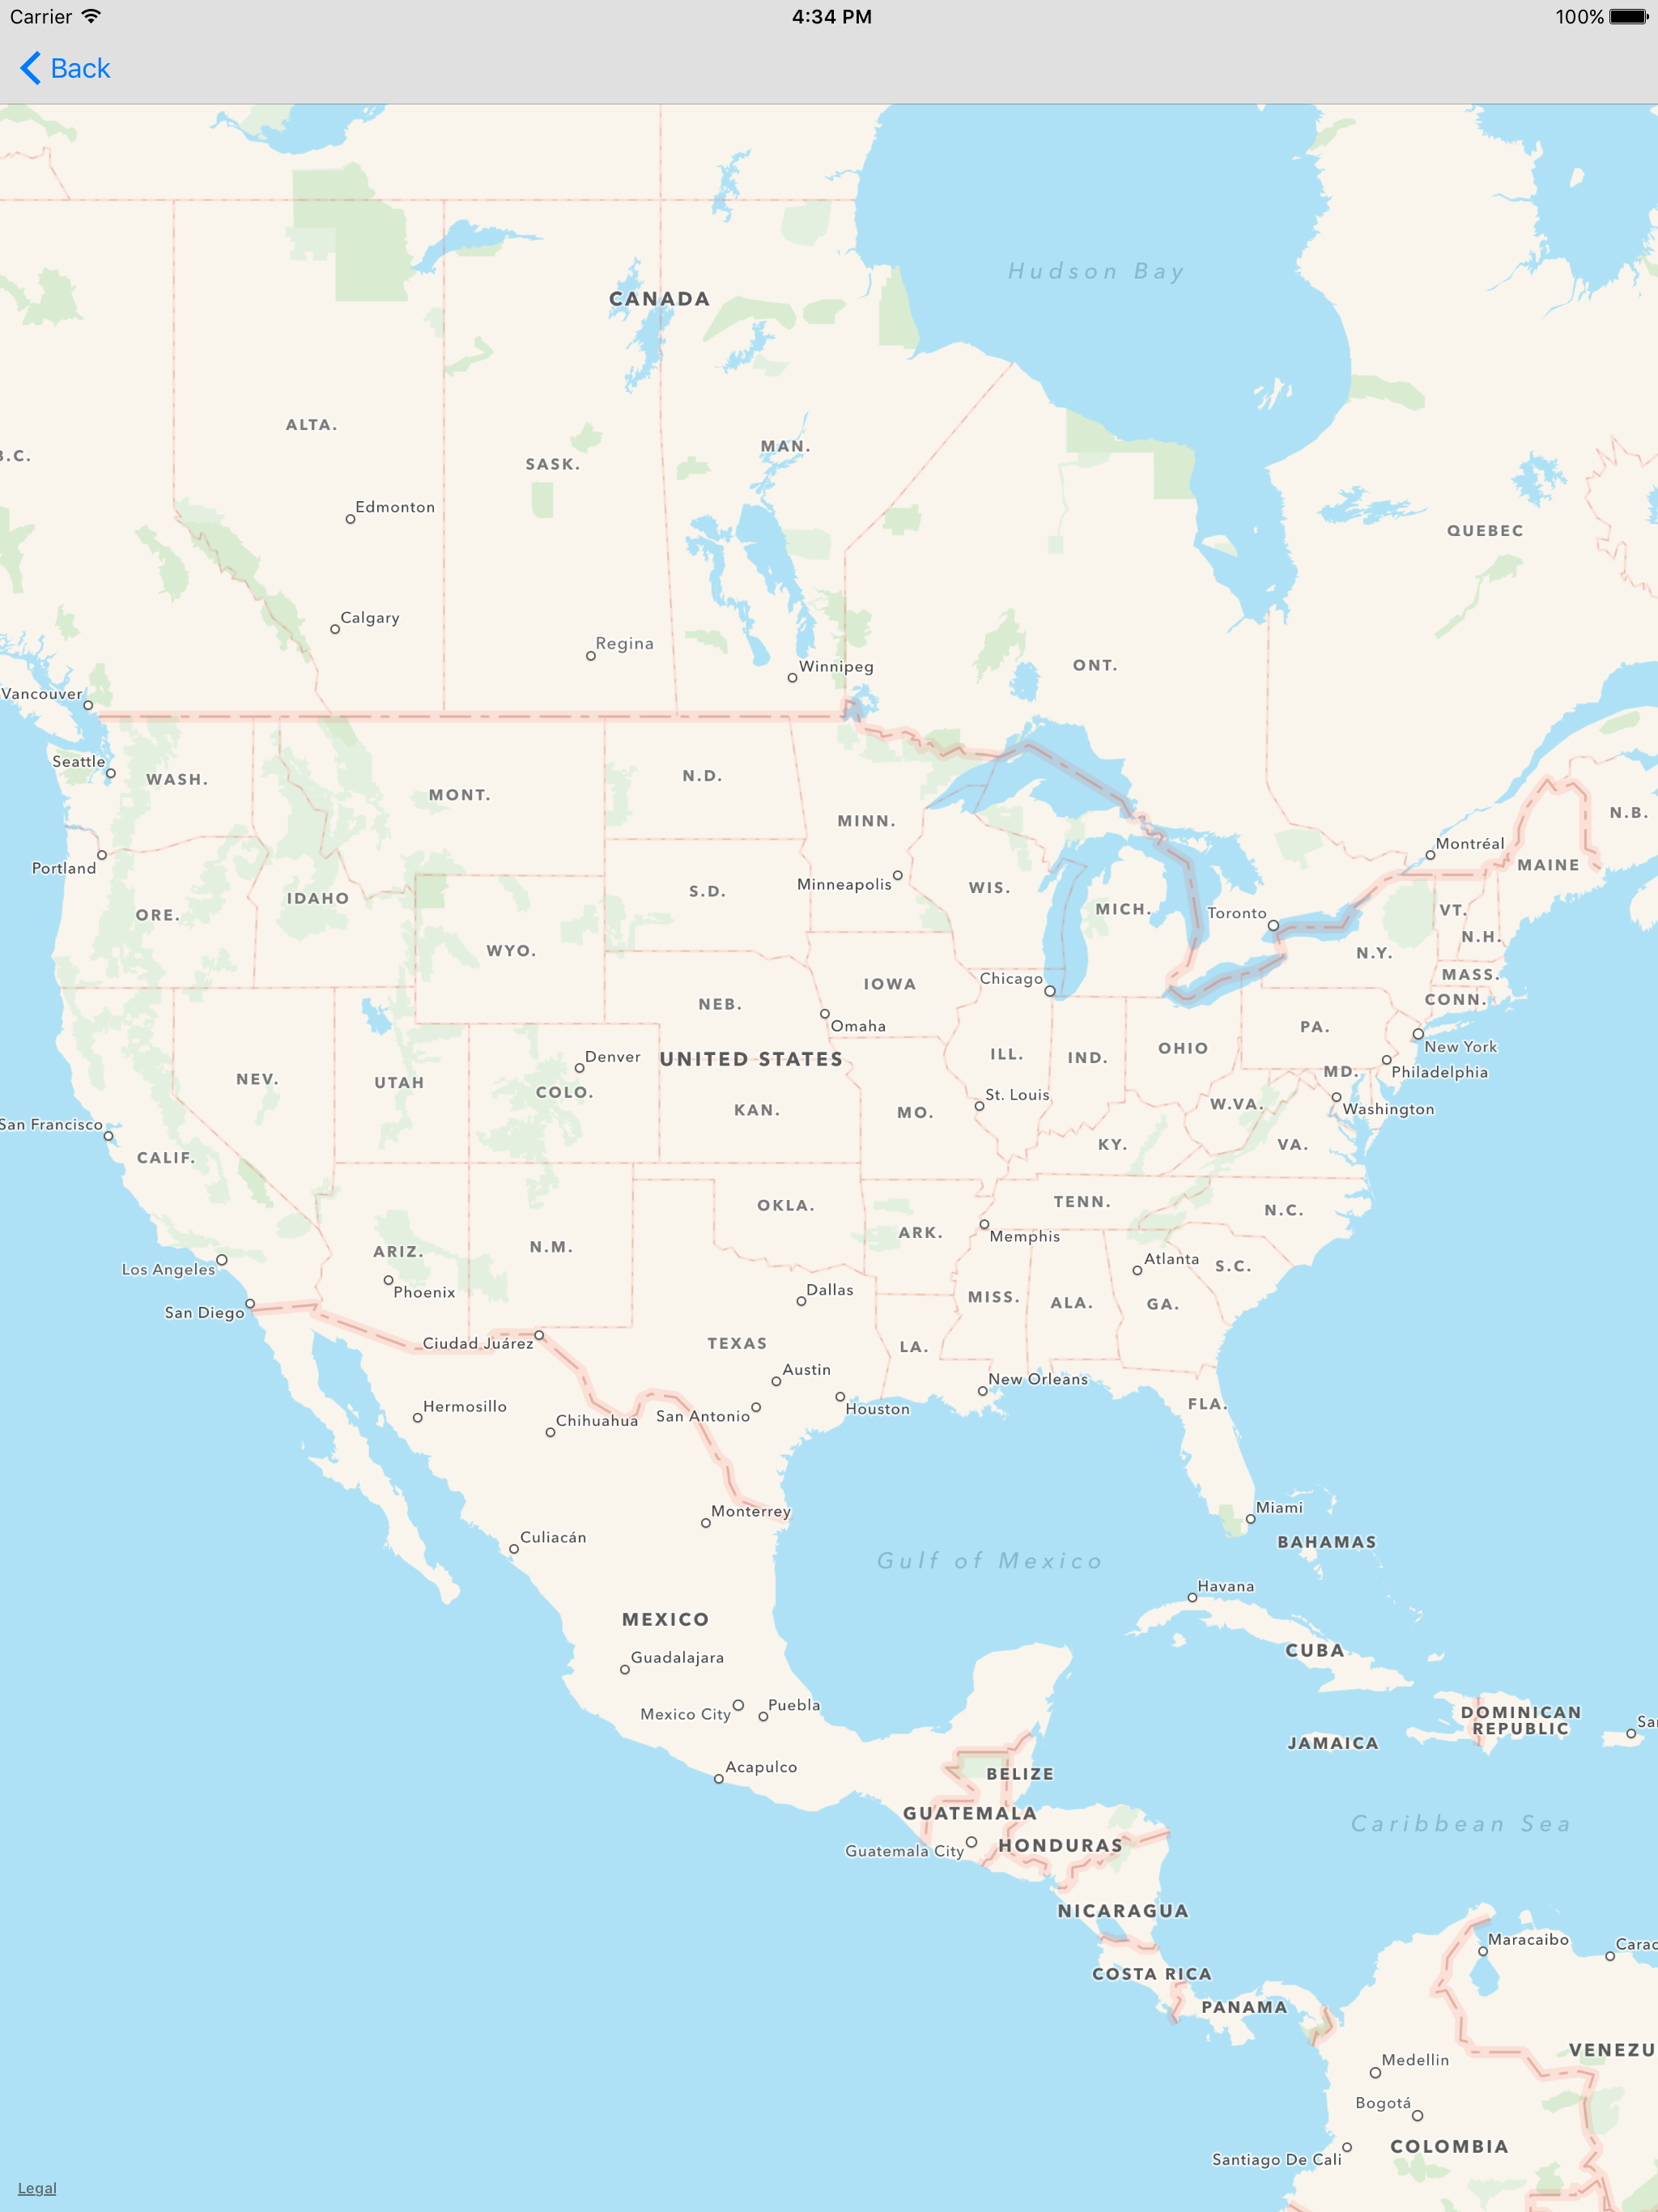 Carrier
4:34 PM
100%
Back
Hudson Bay
CANADA
ALTA.
MAN.
SASK.
Edmonton
QUEBEC
Calgary
Regina
ONT.
Winnipeg
Vancouver
Seattle
WASH.
N.D.
MONT.
MINN.
N.B.
Montréal
MAINE
Portland
IDAHO
S.D.
Minneapolis
WIS.
MICH.
Toronto
VT.
ORE.
N.H.
WYO.
N.Y.
MASS.
Chicago
IOWA
CONN.
NEB.
Omaha
PA.
New York
OHIO
ILL.
IND.
Denver
UNITED STATES
MD.
Philadelphia
NEV.
UTAH
COLO.
St. Louis
KAN.
MO.
W.VA.
Washington
San Francisco
KY.
VA.
CALIF.
OKLA.
TENN.
N.C.
ARK.
Memphis
ARIZ.
N.M.
Atlanta
S.C.
Los Angeles
Phoenix
Dallas
MISS.
ALA.
GA.
San Diego
Ciudad Juárez
TEXAS
LA.
Austin
New Orleans
Hermosillo
Chihuahua
San Antonio
Houston
FLA.
Monterrey
Miami
Culiacán
BAHAMAS
Gulf of Mexico
Havana
MEXICO
CUBA
Guadalajara
Mexico City
Puebla
DOMINICAN
REPUBLIC
JAMAICA
Acapulco
BELIZE
GUATEMALA
Caribbean Sea
Guatemala City
HONDURAS
NICARAGUA
Maracaibo
Carac
COSTA RICA
PANAMA
VENEZU
Medellin
Bogotá
COLOMBIA
Santiago De Cali
Legal